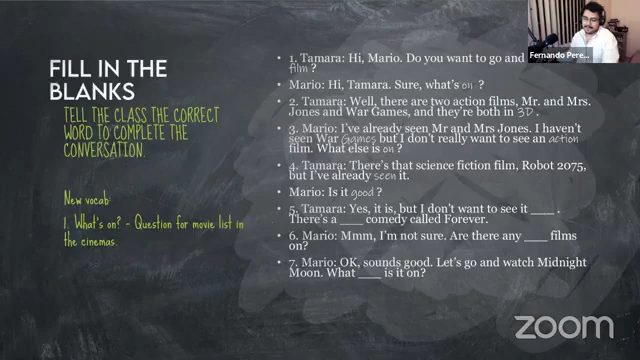 FILL IN THE
BLANKS
TELL THE CLASS THE CORRECT
WORD TO COMPLETE THE
CONVERSATION.
New vocab
1. What's on? - Question for movie list in
the cinemas.
• 1. Tamara: Hi, Mario. Do you want to go and
film ?
Mario: Hi, Tamara. Sure, what's on ?
• 2. Tamara: Well, there are two action films, Mr. and Mrs.
Jones and War Games, and they're both in 3D .
• 3. Mario: I've already seen Mr and Mrs Jones. I haven't
seen War Games but I don't really want to see an action
film. What else is on ?
• 4. Tamara: There's that science fiction film, Robot 2075,
but I've already seen it.
• Mario: Is it good ?
• 5. Tamara: Yes, it is, but I don't want to see it ___ .
There's a ___ comedy called Forever.
• 6. Mario: Mmm, I'm not sure. Are there any ___ films
on?
• 7. Mario: OK, sounds good. Let's go and watch Midnight
Moon. What ___ is it on?
Fernando Pere...
zoom